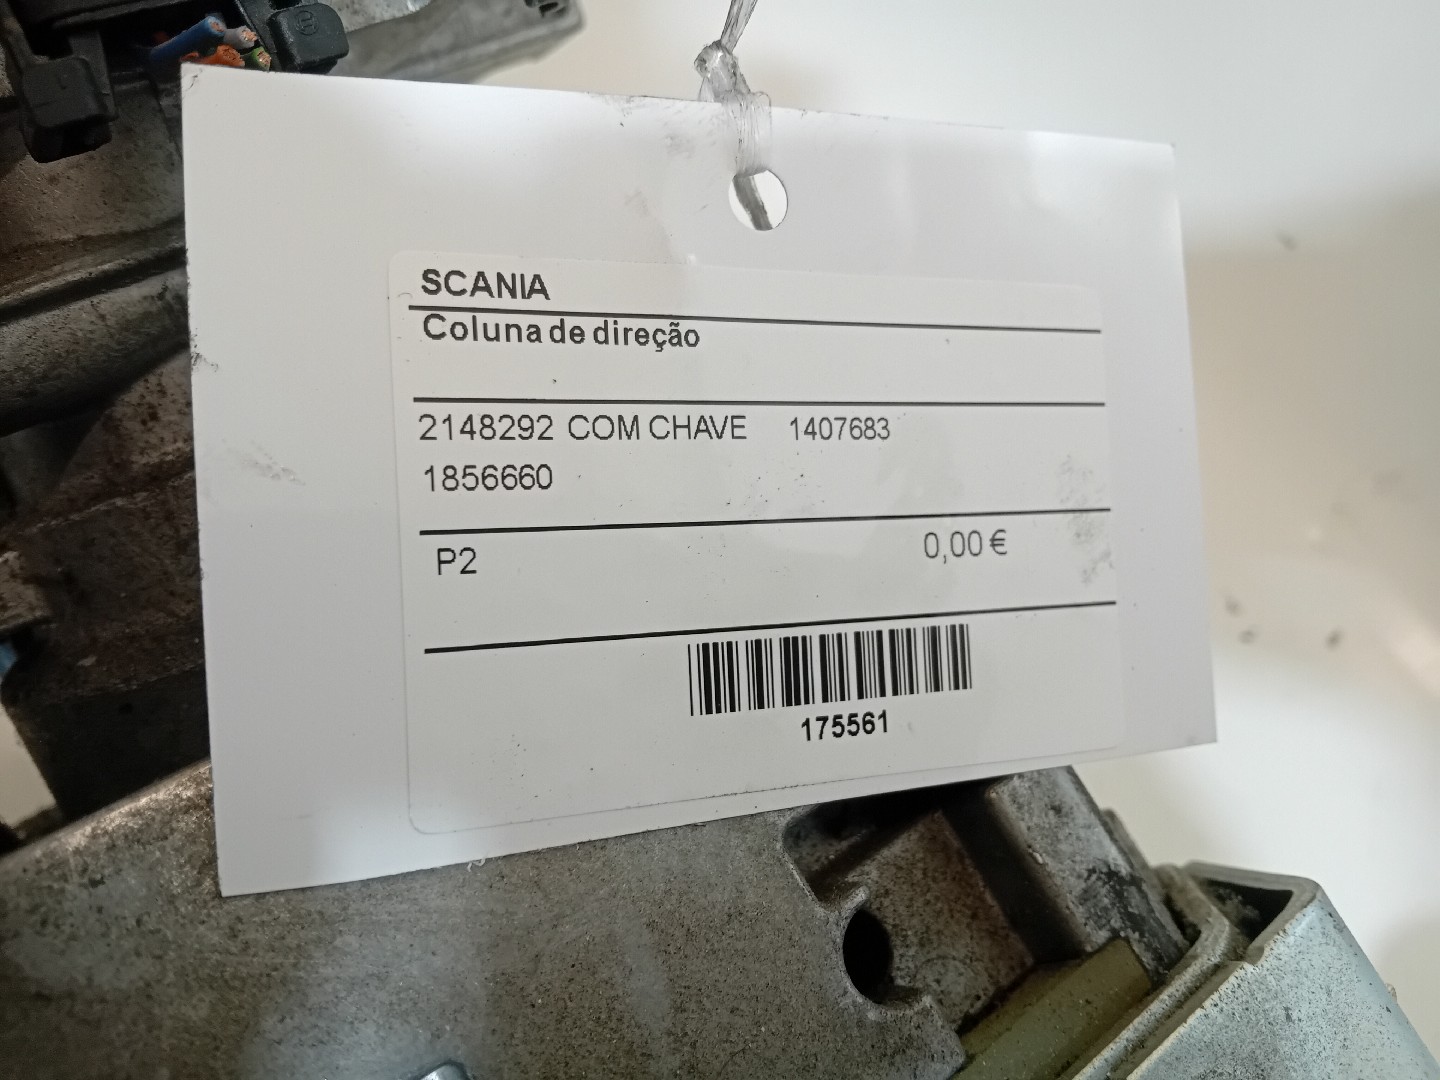 SCANIA
Coluna de direção
2148292 COM CHAVE 1407683
1856660
P2 0,00 €
175561